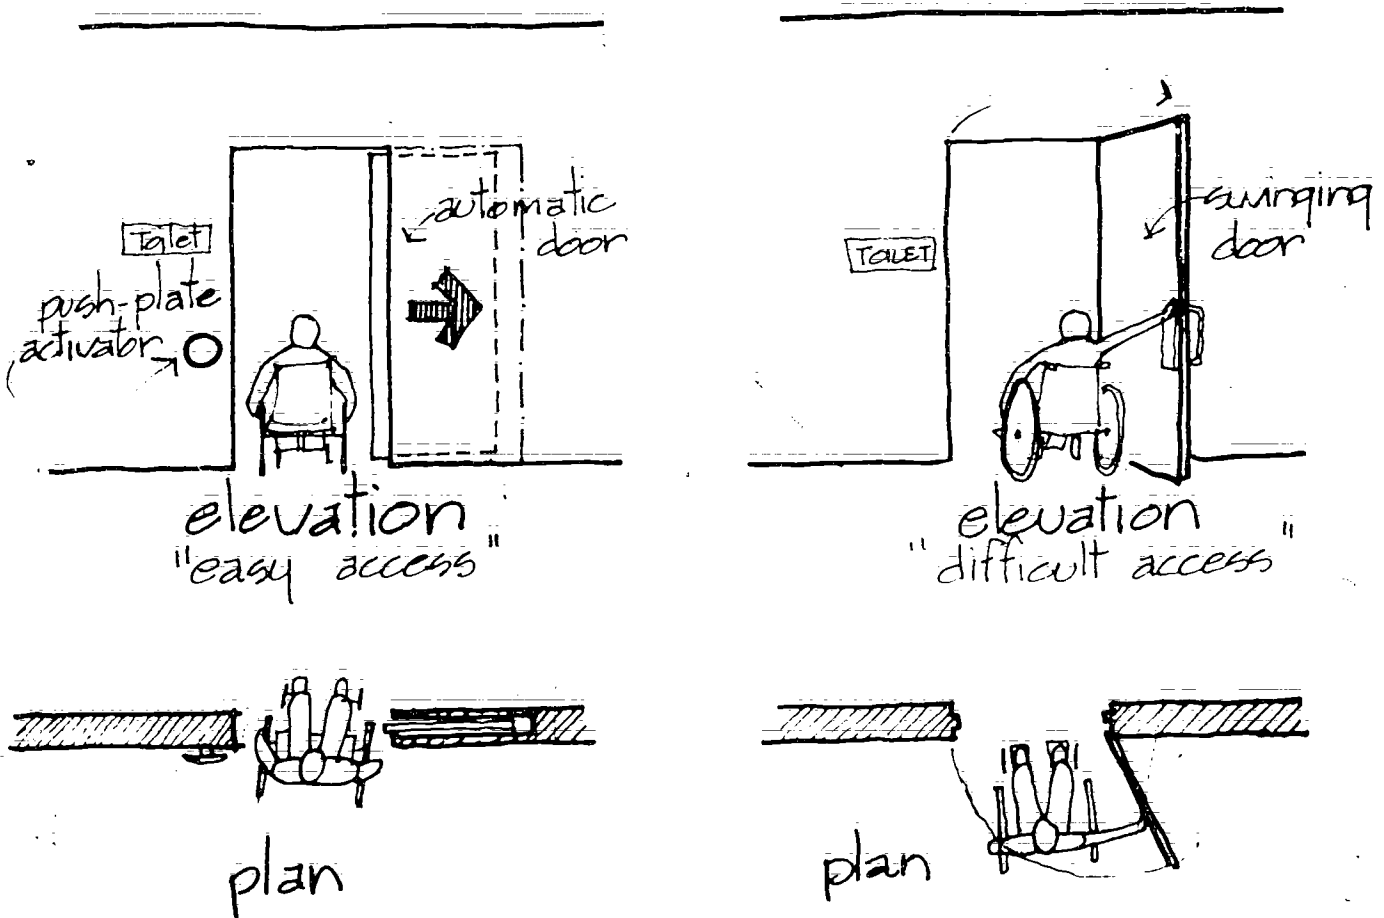 automatic
door
Toilet
push-plate
activator
elevation
"easy access"
plan
swinging
door
TOILET
elevation
"difficult access"
plan